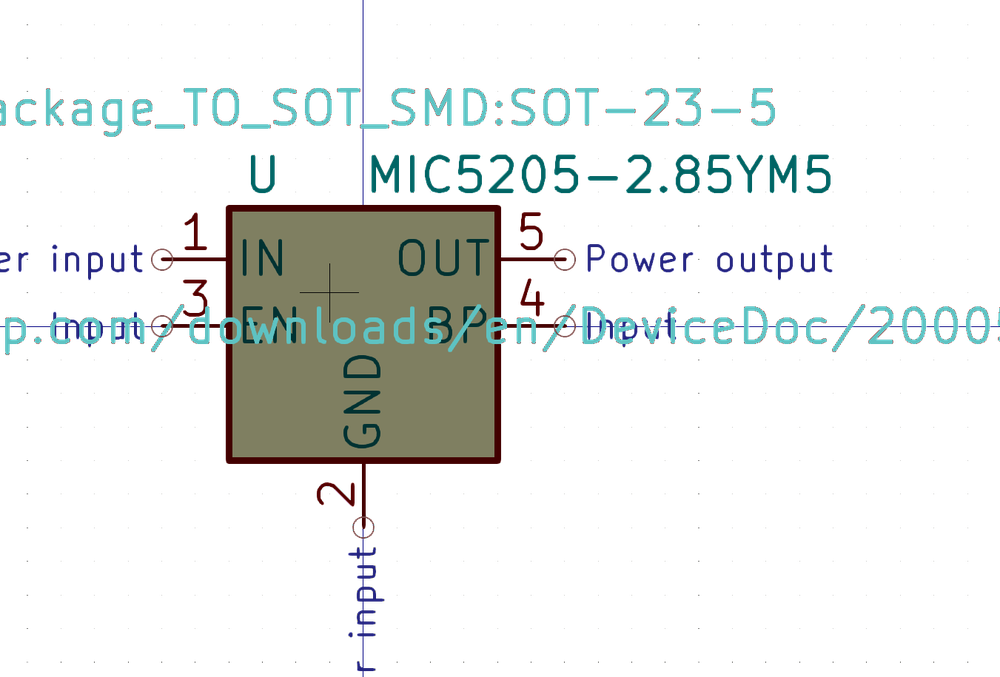 ackage_TO_SOT_SMD:SOT-23-5
U MIC5205-2.85YM5
er input 1 IN OUT 5 Power output
Input 3 EN BP 4 Input
p.com/downloads/en/DeviceDoc/20005
GND
2
r input